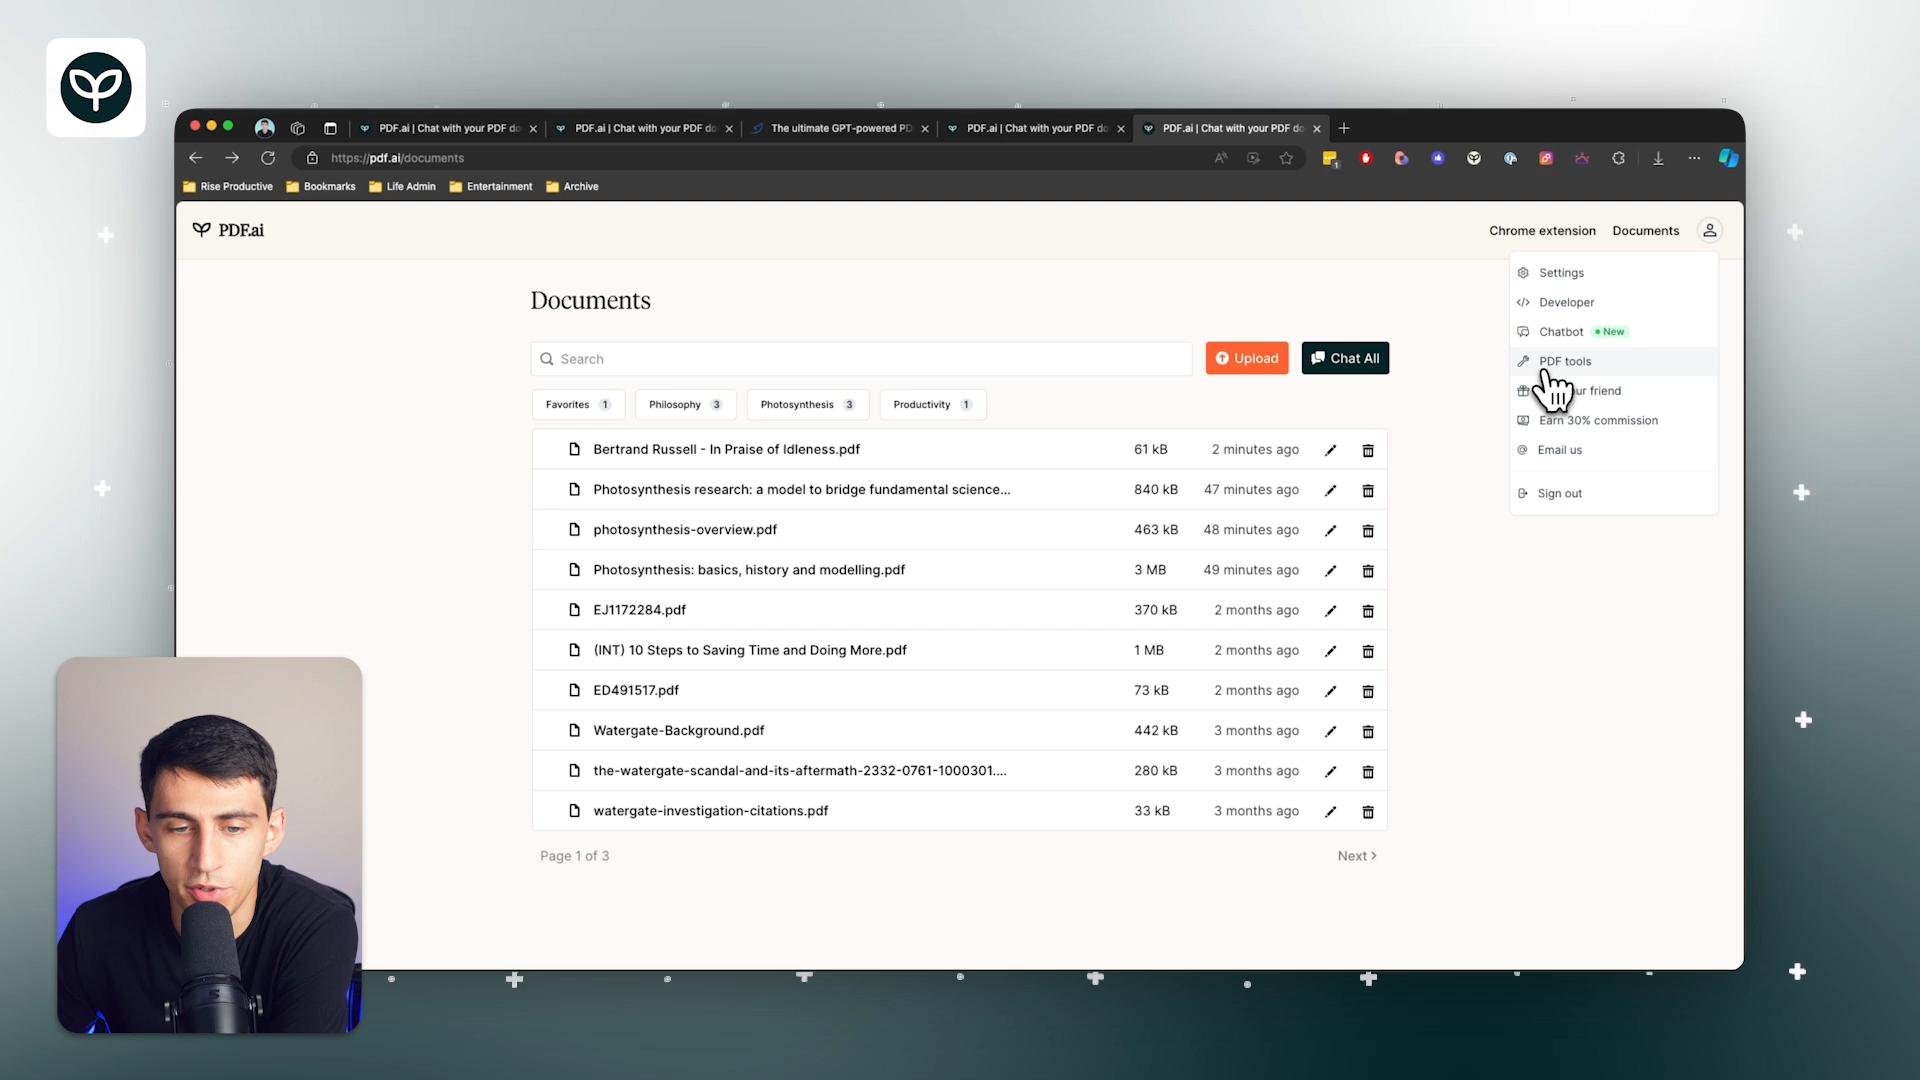 PDF.ai | Chat with your PDF do
PDF.ai | Chat with your PDF do
The ultimate GPT-powered PD
PDF.ai | Chat with your PDF do
PDF.ai | Chat with your PDF do
https://pdf.ai/documents
1
Rise Productive
Bookmarks
Life Admin
Entertainment
Archive
PDF.ai
Chrome extension
Documents
Settings
Developer
Chatbot New
PDF tools
ur friend
Earn 30% commission
Email us
Sign out
Documents
Search
Upload
Chat All
Favorites 1
Philosophy 3
Photosynthesis 3
Productivity 1
Bertrand Russell - In Praise of Idleness.pdf 61 kB 2 minutes ago
Photosynthesis research: a model to bridge fundamental science... 840 kB 47 minutes ago
photosynthesis-overview.pdf 463 kB 48 minutes ago
Photosynthesis: basics, history and modelling.pdf 3 MB 49 minutes ago
EJ1172284.pdf 370 kB 2 months ago
(INT) 10 Steps to Saving Time and Doing More.pdf 1 MB 2 months ago
ED491517.pdf 73 kB 2 months ago
Watergate-Background.pdf 442 kB 3 months ago
the-watergate-scandal-and-its-aftermath-2332-0761-1000301.... 280 kB 3 months ago
watergate-investigation-citations.pdf 33 kB 3 months ago
Page 1 of 3
Next >